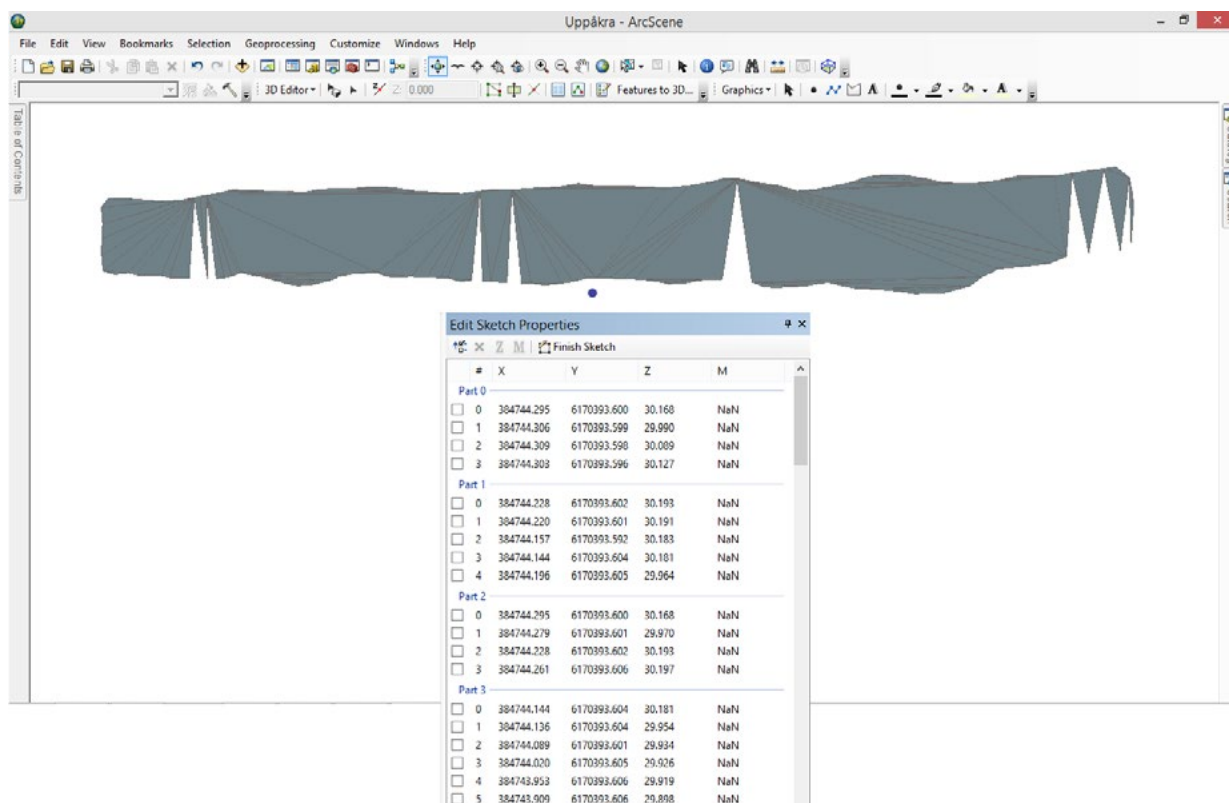 Uppåkra - ArcScene
File Edit View Bookmarks Selection Geoprocessing Customize Windows Help
3D Editor Z: 0.000 Features to 3D... Graphics A A
Table of Contents
Edit Sketch Properties
Z M Finish Sketch
# X Y Z M
Part 0
0 384744.295 6170393.600 30.168 NaN
1 384744.306 6170393.599 29.990 NaN
2 384744.309 6170393.598 30.089 NaN
3 384744.303 6170393.596 30.127 NaN
Part 1
0 384744.228 6170393.602 30.193 NaN
1 384744.220 6170393.601 30.191 NaN
2 384744.157 6170393.592 30.183 NaN
3 384744.144 6170393.604 30.181 NaN
4 384744.196 6170393.605 29.964 NaN
Part 2
0 384744.295 6170393.600 30.168 NaN
1 384744.279 6170393.601 29.970 NaN
2 384744.228 6170393.602 30.193 NaN
3 384744.261 6170393.606 30.197 NaN
Part 3
0 384744.144 6170393.604 30.181 NaN
1 384744.136 6170393.604 29.954 NaN
2 384744.089 6170393.601 29.934 NaN
3 384744.020 6170393.605 29.926 NaN
4 384743.953 6170393.606 29.919 NaN
5 384743.909 6170393.606 29.898 NaN